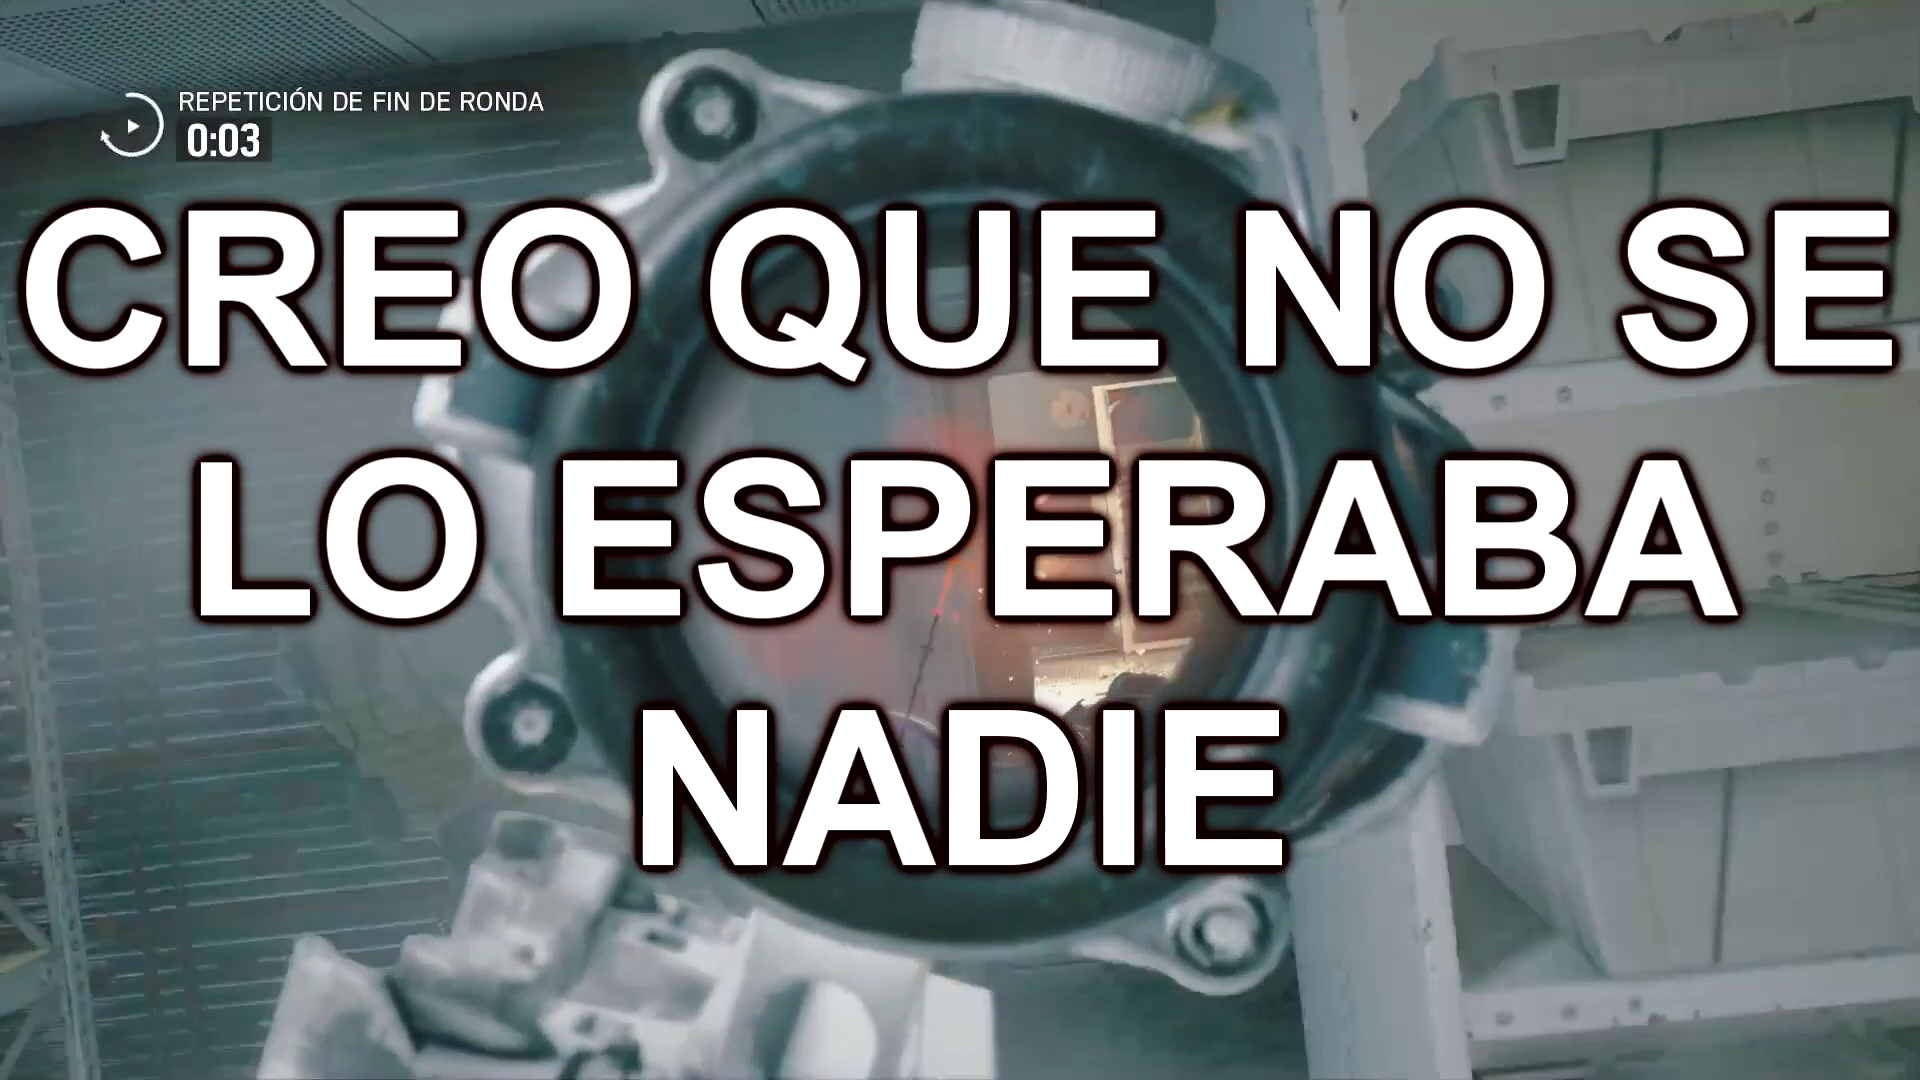 REPETICIÓN DE FIN DE RONDA
0:03
CREO QUE NO SE
LO ESPERABA
NADIE